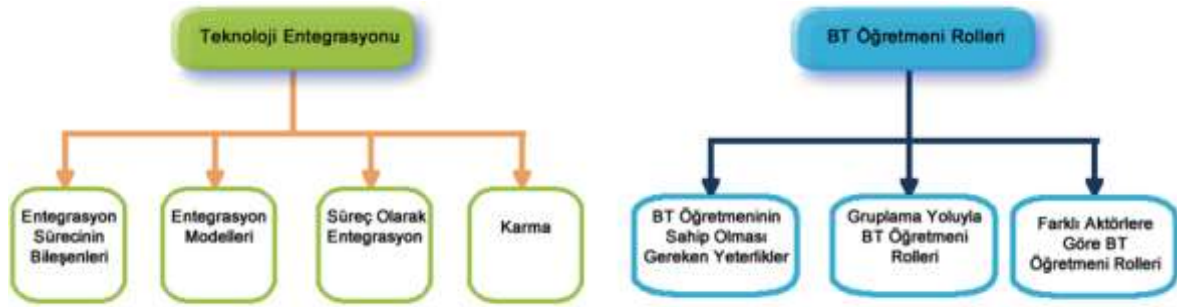 Teknoloji Entegrasyonu
BT Öğretmeni Rolleri
Entegrasyon
Sürecinin
Bileşenleri
Entegrasyon
Modelleri
Süreç Olarak
Entegrasyon
Karma
BT Öğretmeninin
Sahip Olması
Gereken Yeterlikler
Gruplama Yoluyla
BT Öğretmeni
Rolleri
Farklı Aktörlere
Göre BT
Öğretmeni Rolleri